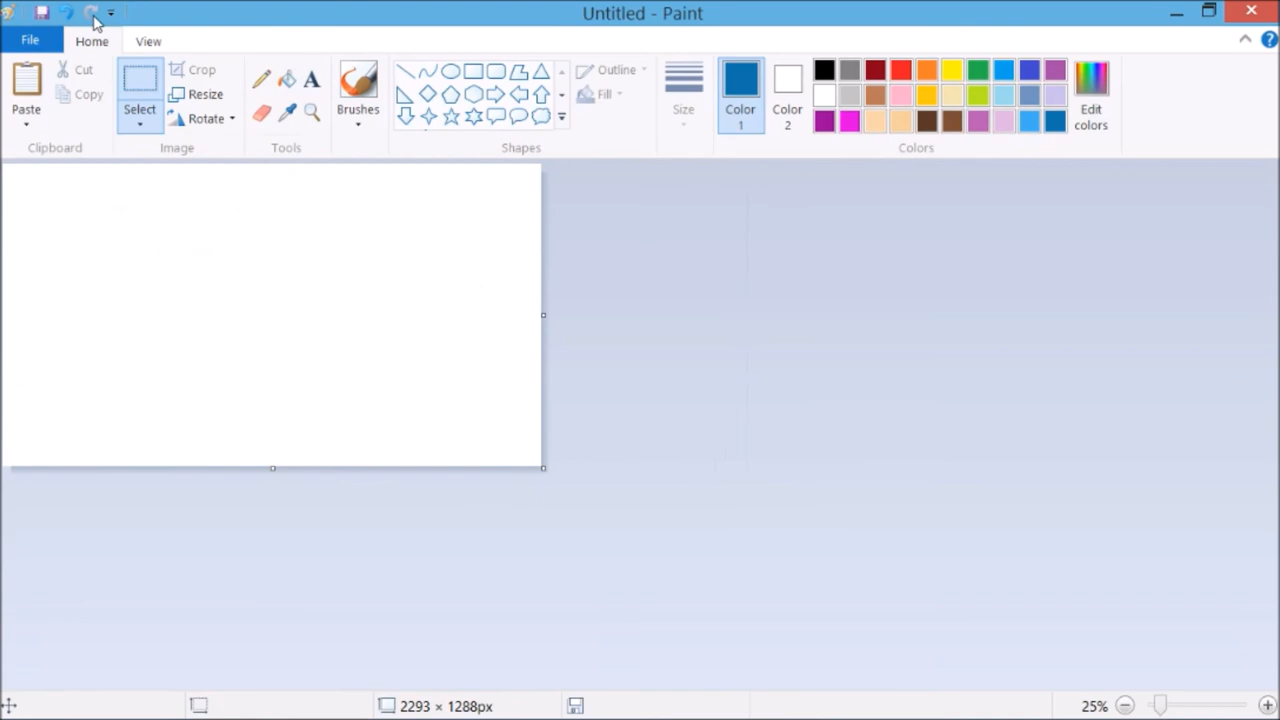 Untitled - Paint
File
Home
View
Paste
Cut
Copy
Clipboard
Select
Crop
Resize
Rotate
Image
A
Tools
Brushes
Shapes
Outline
Fill
Size
Color 1
Color 2
Edit colors
Colors
?
2293 × 1288px
25%